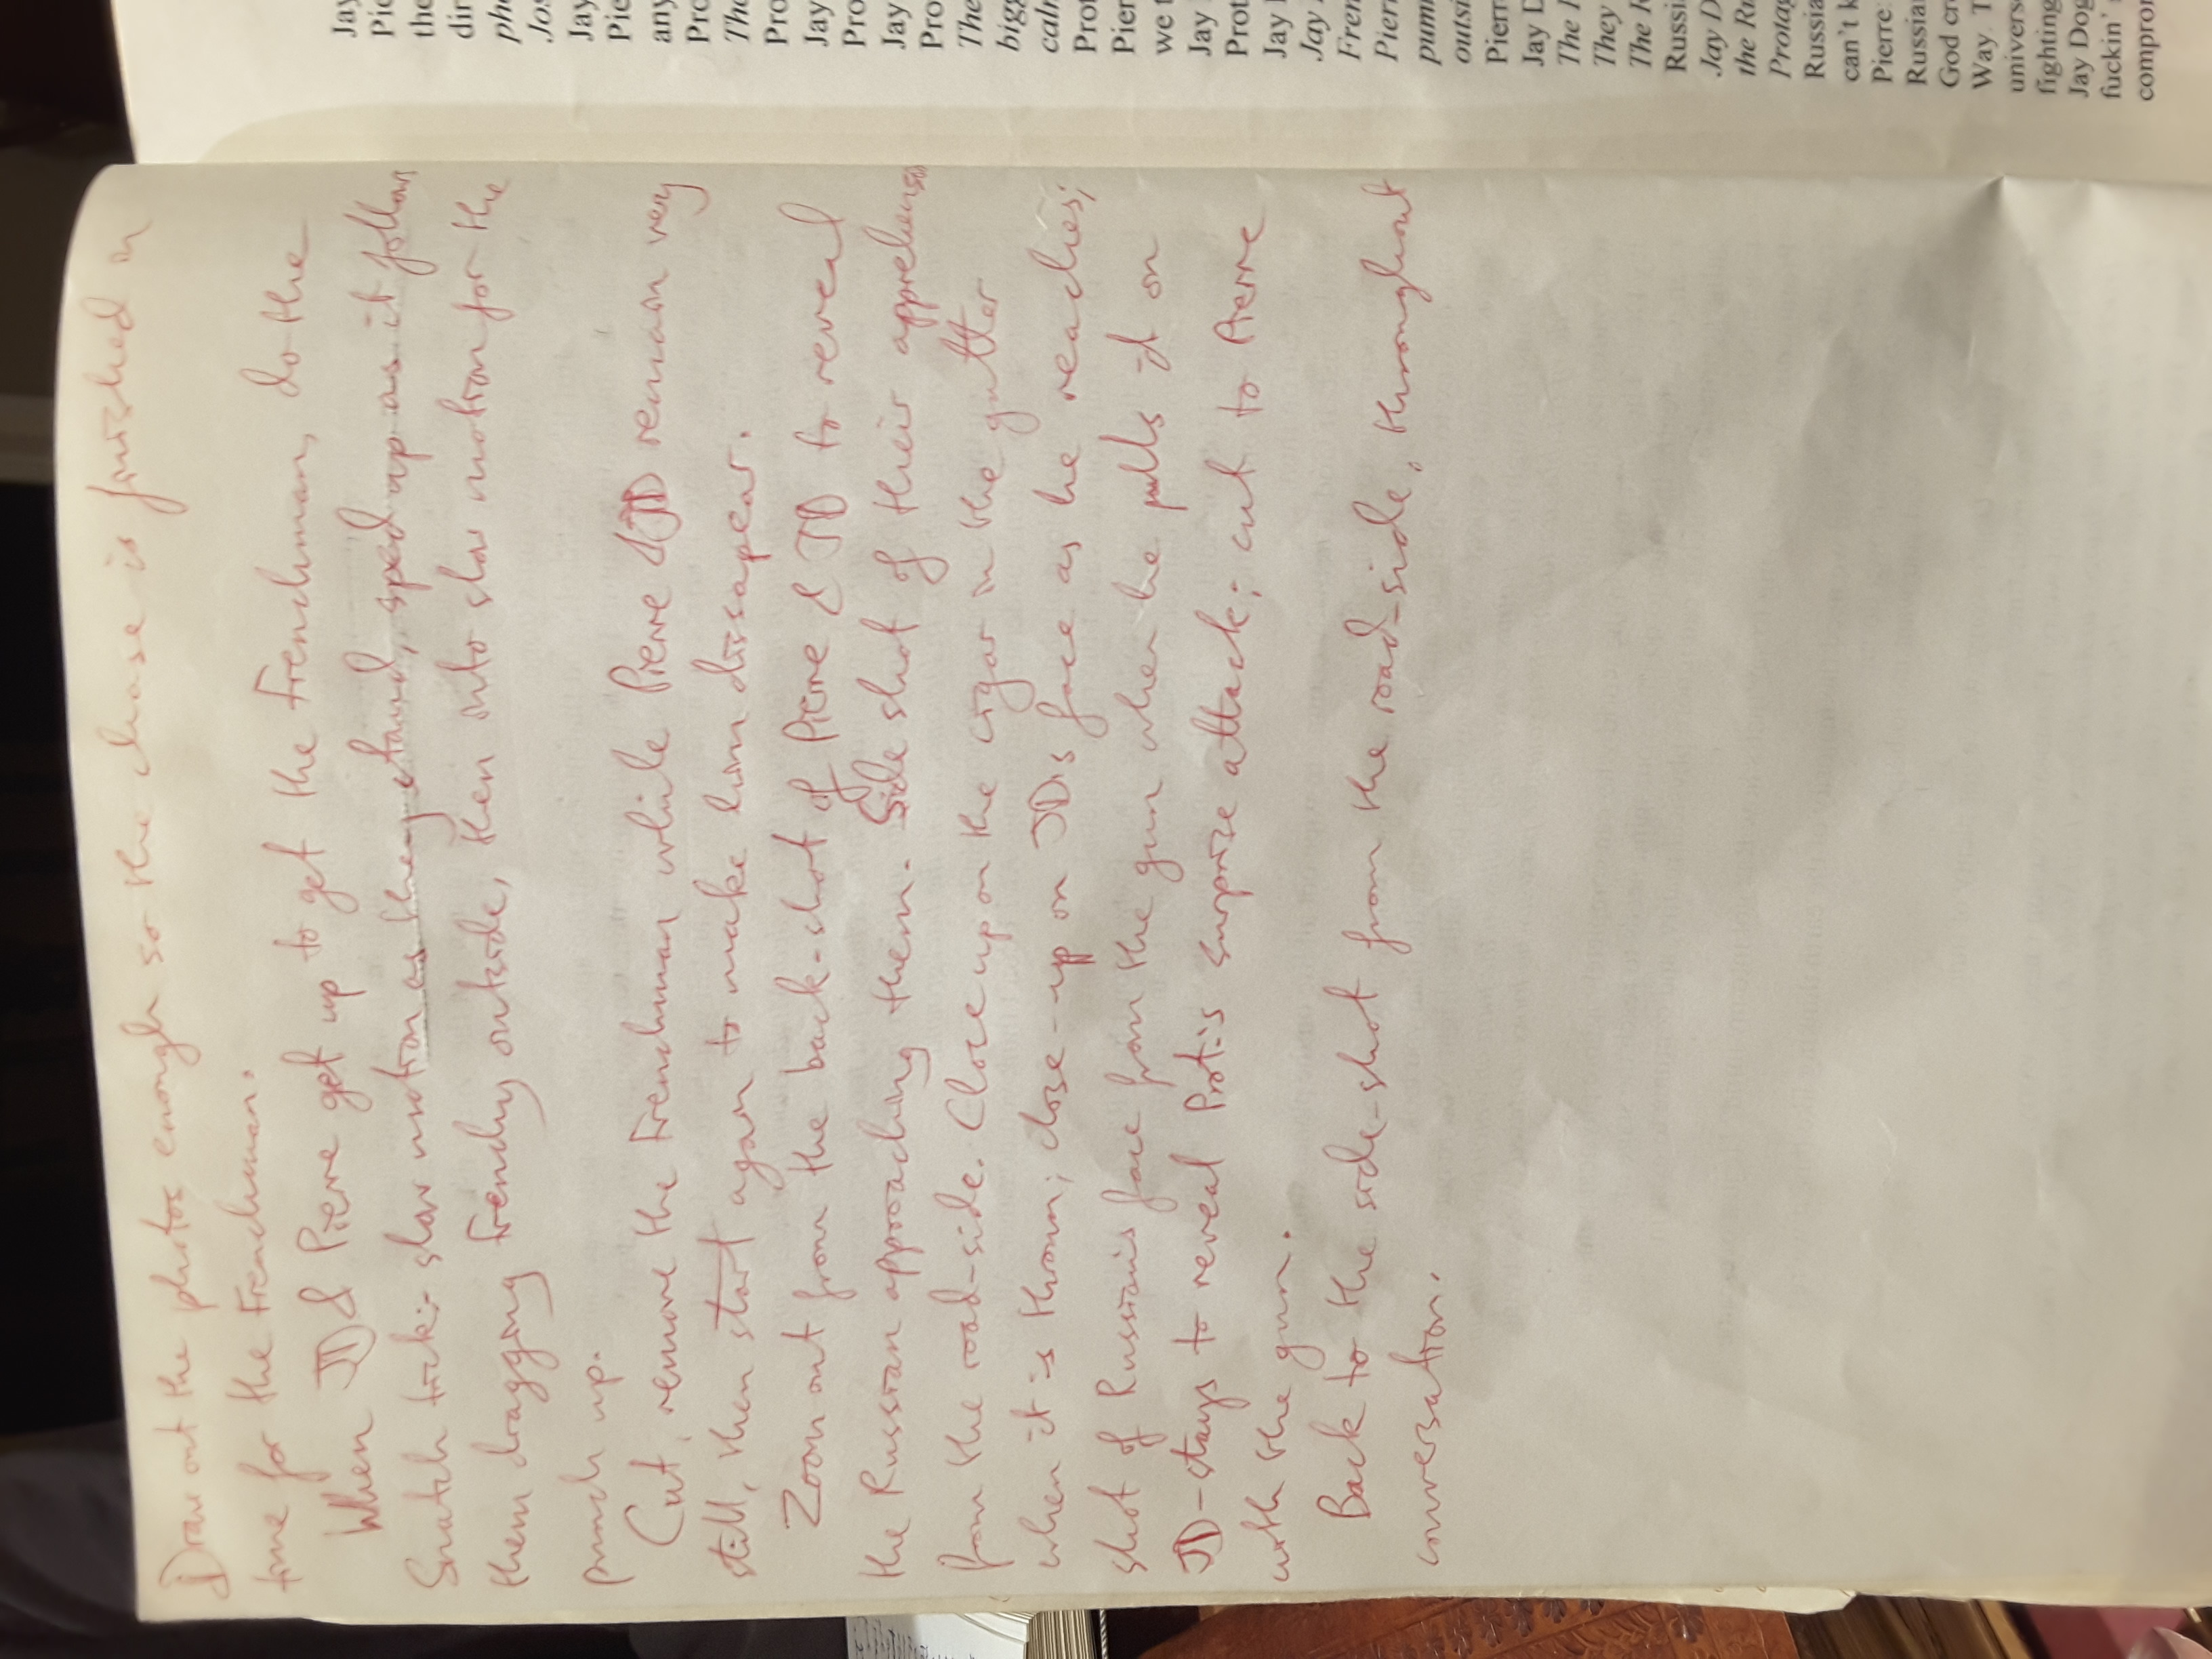 Draw out the photos enough so the chase is finished in
time for the Frenchman.
When JD & Pierre get up to get the Frenchman, do the
Snatch trick:- slow motion as they stand, sped up as it follows
them dragging Frenchy outside, then into slow motion for the
punch up.
Cut, remove the Frenchman while Pierre & JD remain very
still, then start again to make him dissapear.
Zoom out from the back-shot of Pierre & JD to reveal
the Russian approaching them. Side shot of their apprehension
from the road-side. Close up on the cigar in the gutter
when it is thrown; close-up on JD's face as he reaches;
shot of Russian's face from the gun when he pulls it on
JD - stays to reveal Prot.'s surprise attack; cut to Pierre
with the gun.
Back to the side-shot from the road-side, throughout
conversation.
Jay
Pie
the
dir
pho
Jos
Jay
Pie
any
Pro
The
Pro
Jay
Pro
Jay
Pro
The
bigg
calm
Prot
Pier
we t
Jay
Prot
Jay
Jay
Fren
Pierr
pum
outsi
Pierr
Jay D
The
They
The R
Russi
Jay D
the Ru
Protag
Russia
can't k
Pierre
Russia
God cr
Way. T
univers
fighting
Jay Dog
fuckin'
compro